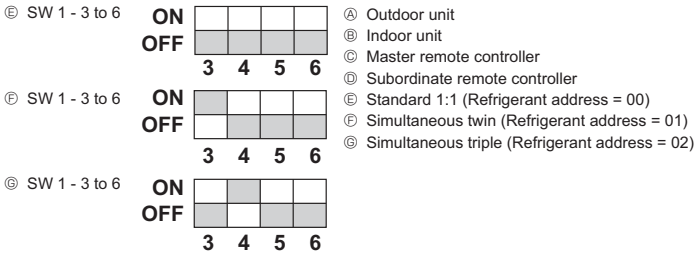 Ⓔ SW 1 - 3 to 6
ON
OFF
3 4 5 6
Ⓕ SW 1 - 3 to 6
ON
OFF
3 4 5 6
Ⓖ SW 1 - 3 to 6
ON
OFF
3 4 5 6
Ⓐ Outdoor unit
Ⓑ Indoor unit
Ⓒ Master remote controller
Ⓓ Subordinate remote controller
Ⓔ Standard 1:1 (Refrigerant address = 00)
Ⓕ Simultaneous twin (Refrigerant address = 01)
Ⓖ Simultaneous triple (Refrigerant address = 02)